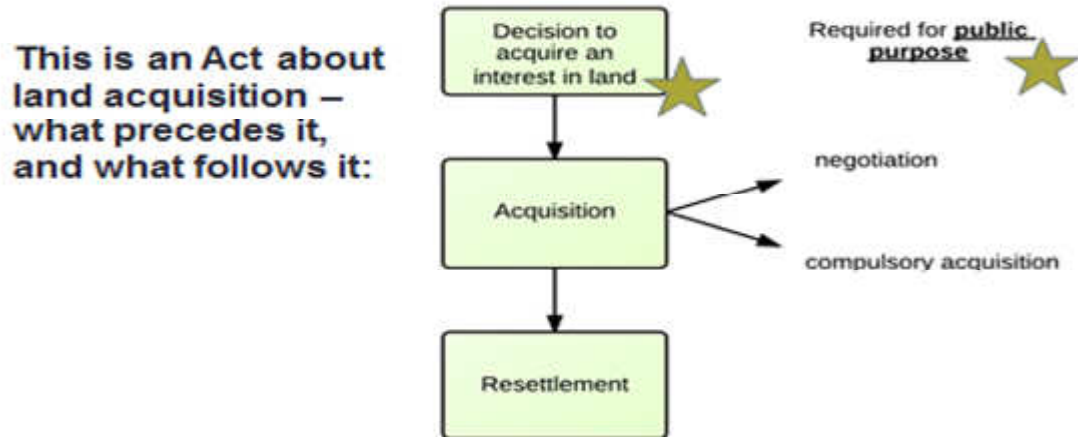 This is an Act about
land acquisition –
what precedes it,
and what follows it:
Decision to
acquire an
interest in land
Required for public
purpose
Acquisition
negotiation
compulsory acquisition
Resettlement